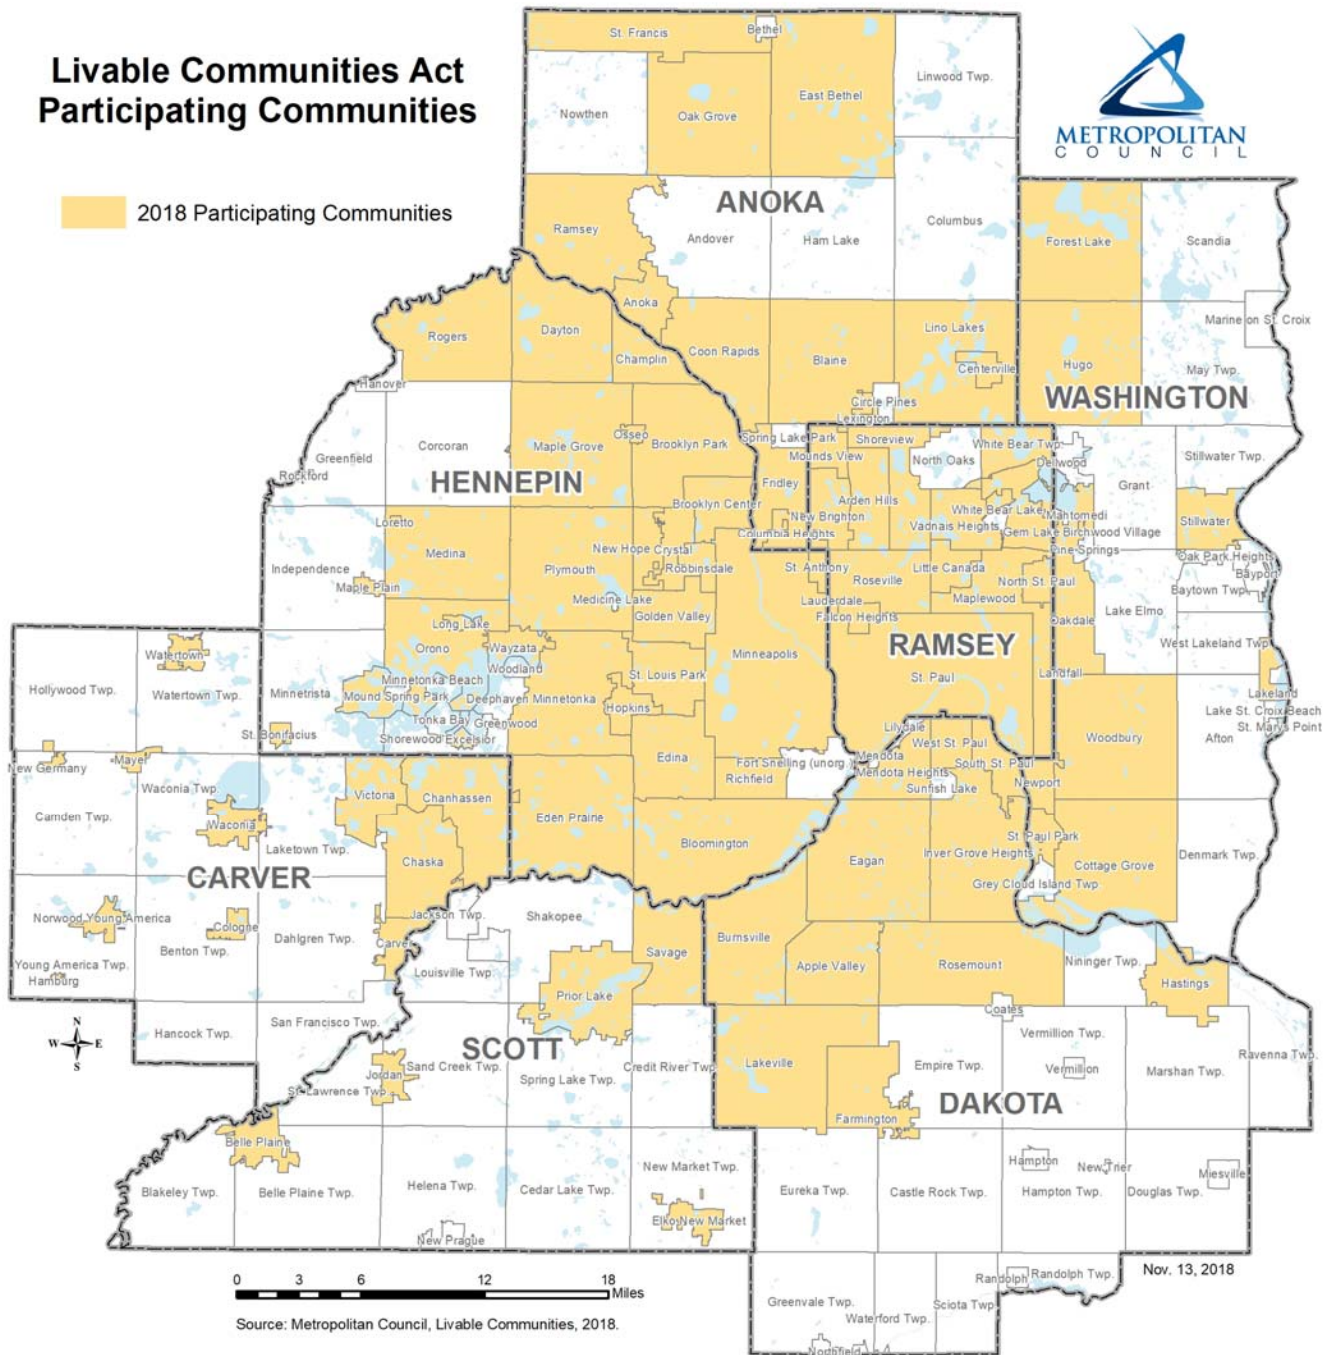 Livable Communities Act
Participating Communities
2018 Participating Communities
METROPOLITAN
COUNCIL
St. Francis
Bethel
Linwood Twp.
East Bethel
Nowthen
Oak Grove
ANOKA
Ramsey
Andover
Ham Lake
Columbus
Forest Lake
Scandia
Anoka
Rogers
Dayton
Champlin
Coon Rapids
Blaine
Lino Lakes
Centerville
Marine on St. Croix
Hugo
May Twp.
WASHINGTON
Hanover
Circle Pines
Lexington
Corcoran
Maple Grove
Osseo
Brooklyn Park
Spring Lake Park
Shoreview
White Bear Twp.
Mounds View
North Oaks
Dellwood
Stillwater Twp.
Greenfield
Rockford
HENNEPIN
Fridley
Grant
Brooklyn Center
Arden Hills
White Bear Lake
Mahtomedi
Stillwater
Loretto
New Brighton
Vadnais Heights
Gem Lake
Birchwood Village
Columbia Heights
Pine Springs
Oak Park Heights
Medina
New Hope
Crystal
Robbinsdale
St. Anthony
Little Canada
Bayport
Independence
Plymouth
Roseville
North St. Paul
Baytown Twp.
Maple Plain
Medicine Lake
Lauderdale
Maplewood
Lake Elmo
Golden Valley
Falcon Heights
Oakdale
Long Lake
RAMSEY
West Lakeland Twp.
Watertown
Orono
Wayzata
Minneapolis
Woodland
St. Louis Park
St. Paul
Landfall
Hollywood Twp.
Watertown Twp.
Minnetrista
Minnetonka Beach
Mound
Spring Park
Deephaven
Minnetonka
Hopkins
Lakeland
Lake St. Croix Beach
Tonka Bay
Greenwood
Lilydale
St. Marys Point
St. Bonifacius
Shorewood
Excelsior
West St. Paul
Woodbury
Afton
Edina
Fort Snelling (unorg.)
Mendota
South St. Paul
New Germany
Mayer
Richfield
Mendota Heights
Newport
Waconia Twp.
Victoria
Chanhassen
Sunfish Lake
Camden Twp.
Waconia
Eden Prairie
St. Paul Park
Laketown Twp.
Bloomington
Inver Grove Heights
Denmark Twp.
Chaska
Eagan
Cottage Grove
CARVER
Grey Cloud Island Twp.
Norwood Young America
Cologne
Jackson Twp.
Shakopee
Benton Twp.
Dahlgren Twp.
Carver
Burnsville
Savage
Young America Twp.
Louisville Twp.
Apple Valley
Rosemount
Nininger Twp.
Hamburg
Prior Lake
Hastings
San Francisco Twp.
Coates
Hancock Twp.
N
W E
S
SCOTT
Vermillion Twp.
Ravenna Twp.
Jordan
Sand Creek Twp.
Credit River Twp.
Lakeville
Empire Twp.
Vermillion
Marshan Twp.
St. Lawrence Twp.
Spring Lake Twp.
DAKOTA
Farmington
Belle Plaine
Hampton
New Trier
Miesville
New Market Twp.
Blakeley Twp.
Belle Plaine Twp.
Helena Twp.
Cedar Lake Twp.
Eureka Twp.
Castle Rock Twp.
Hampton Twp.
Douglas Twp.
Elko New Market
New Prague
Nov. 13, 2018
Randolph
Randolph Twp.
0 3 6 12 18
Miles
Greenvale Twp.
Sciota Twp.
Waterford Twp.
Source: Metropolitan Council, Livable Communities, 2018.
Northfield